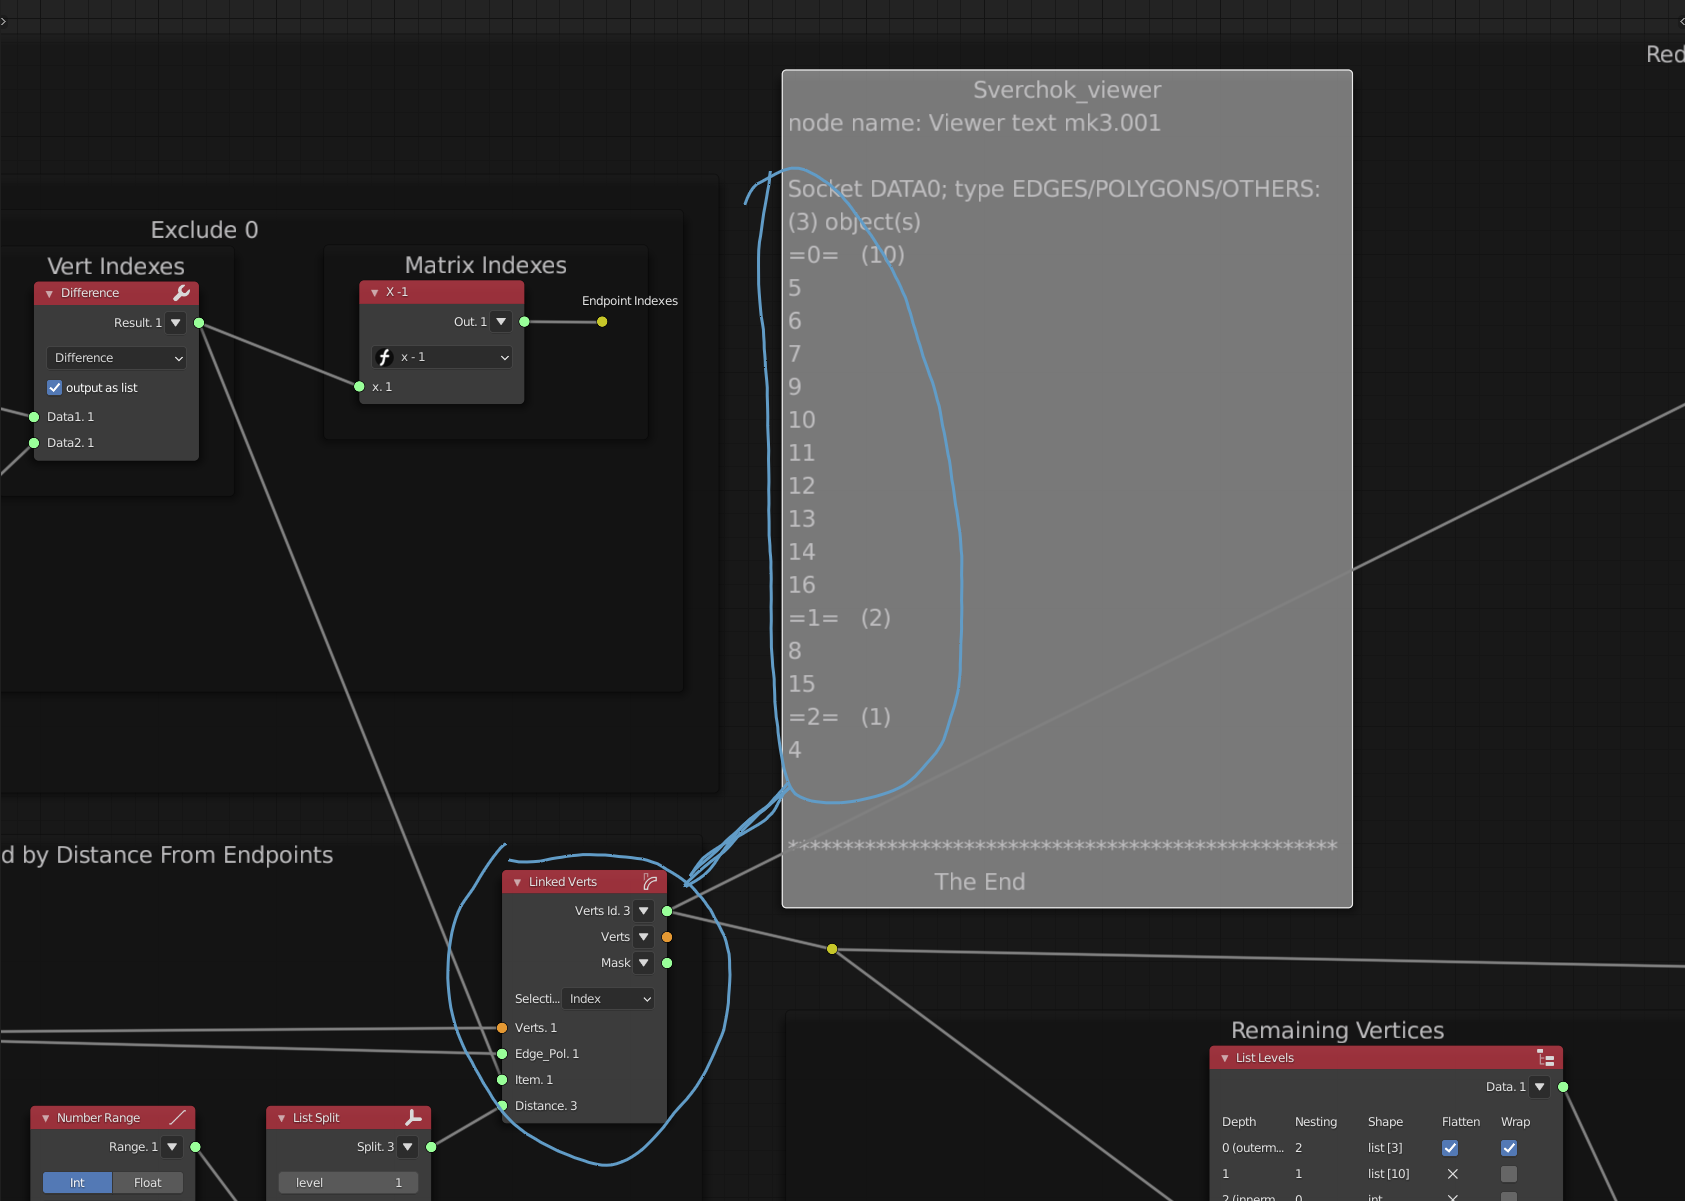 Red
Sverchok_viewer
node name: Viewer text mk3.001
Socket DATA0; type EDGES/POLYGONS/OTHERS:
(3) object(s)
=0= (10)
5
6
7
9
10
11
12
13
14
16
=1= (2)
8
15
=2= (1)
4
**************************************************
The End
Exclude 0
Vert Indexes
Difference
Result. 1
Difference
output as list
Data1. 1
Data2. 1
Matrix Indexes
X -1
Out. 1
x - 1
x. 1
Endpoint Indexes
d by Distance From Endpoints
Linked Verts
Verts Id. 3
Verts
Mask
Selecti... Index
Verts. 1
Edge_Pol. 1
Item. 1
Distance. 3
Number Range
Range. 1
Int Float
List Split
Split. 3
level 1
Remaining Vertices
List Levels
Data. 1
Depth Nesting Shape Flatten Wrap
0 (outerm... 2 list [3]
1 1 list [10]
2 (innerm 0 int